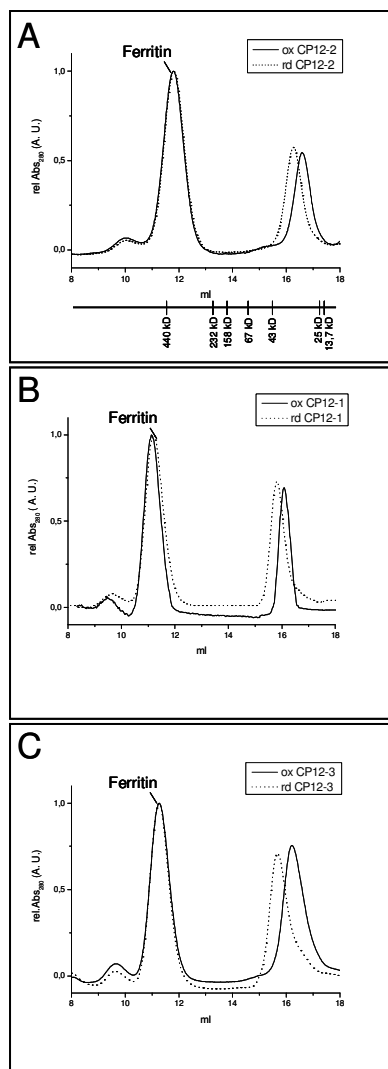 A
Ferritin
ox CP12-2
rd CP12-2
rel Abs280 (A. U.)
1,0
0,5
0,0
8 10 12 14 16 18
ml
440 kD 232 kD 158 kD 67 kD 43 kD 25 kD 13,7 kD
B
Ferritin
ox CP12-1
rd CP12-1
rel Abs280 ( A. U.)
1,0
0,5
0,0
8 10 12 14 16 18
ml
C
Ferritin
ox CP12-3
rd CP12-3
rel.Abs280 (A. U.)
1,0
0,5
0,0
8 10 12 14 16 18
ml